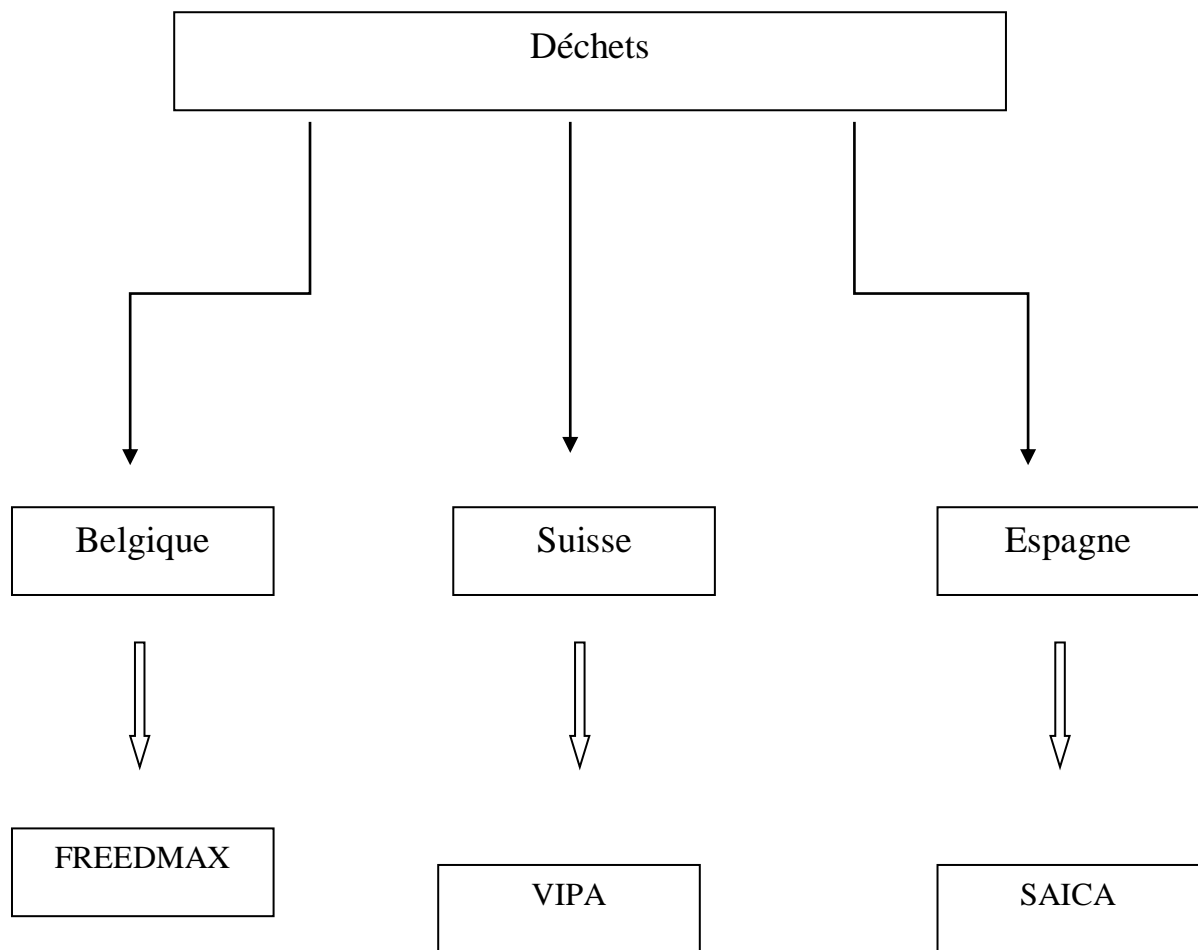 Déchets
Belgique
Suisse
Espagne
FREEDMAX
VIPA
SAICA